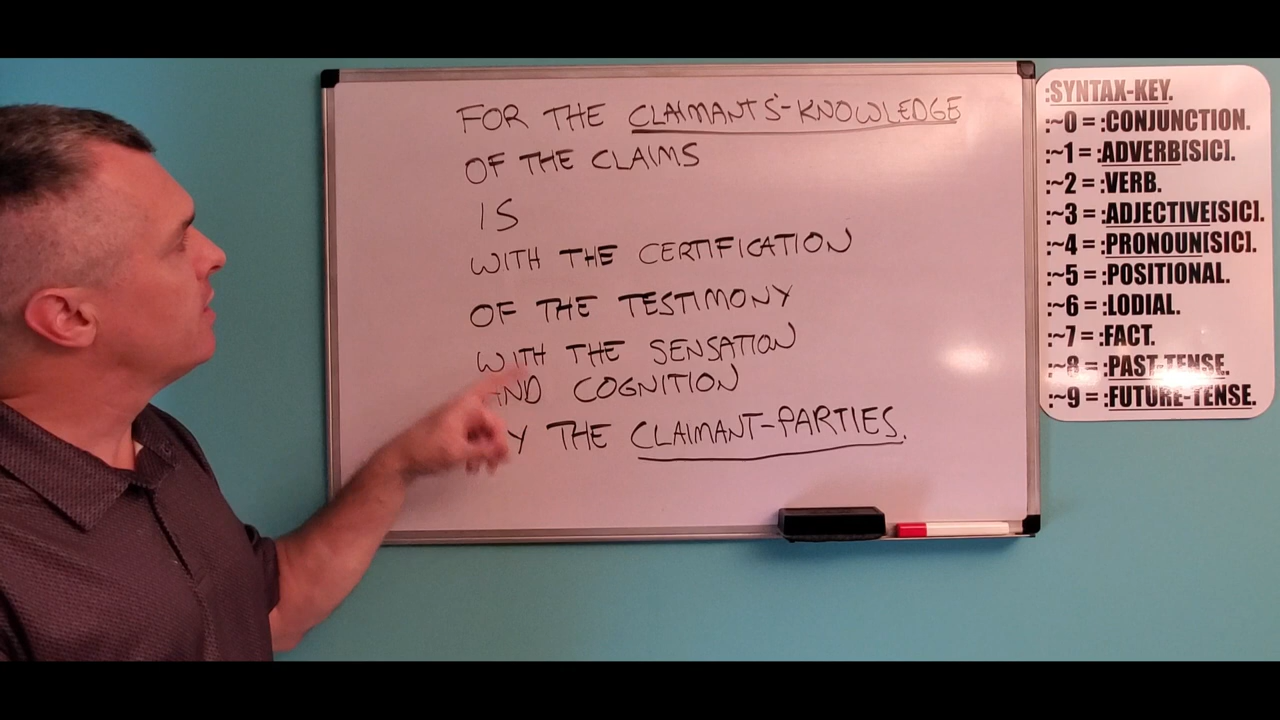 FOR THE CLAIMANTS'-KNOWLEDGE
OF THE CLAIMS
IS
WITH THE CERTIFICATION
OF THE TESTIMONY
WITH THE SENSATION
AND COGNITION
THE CLAIMANT-PARTIES.
:SYNTAX-KEY.
:~0 = :CONJUNCTION.
:~1 = :ADVERB[SIC].
:~2 = :VERB.
:~3 = :ADJECTIVE[SIC].
:~4 = :PRONOUN[SIC].
:~5 = :POSITIONAL.
:~6 = :LODIAL.
:~7 = :FACT.
:~8 = :PAST-TENSE.
:~9 = :FUTURE-TENSE.